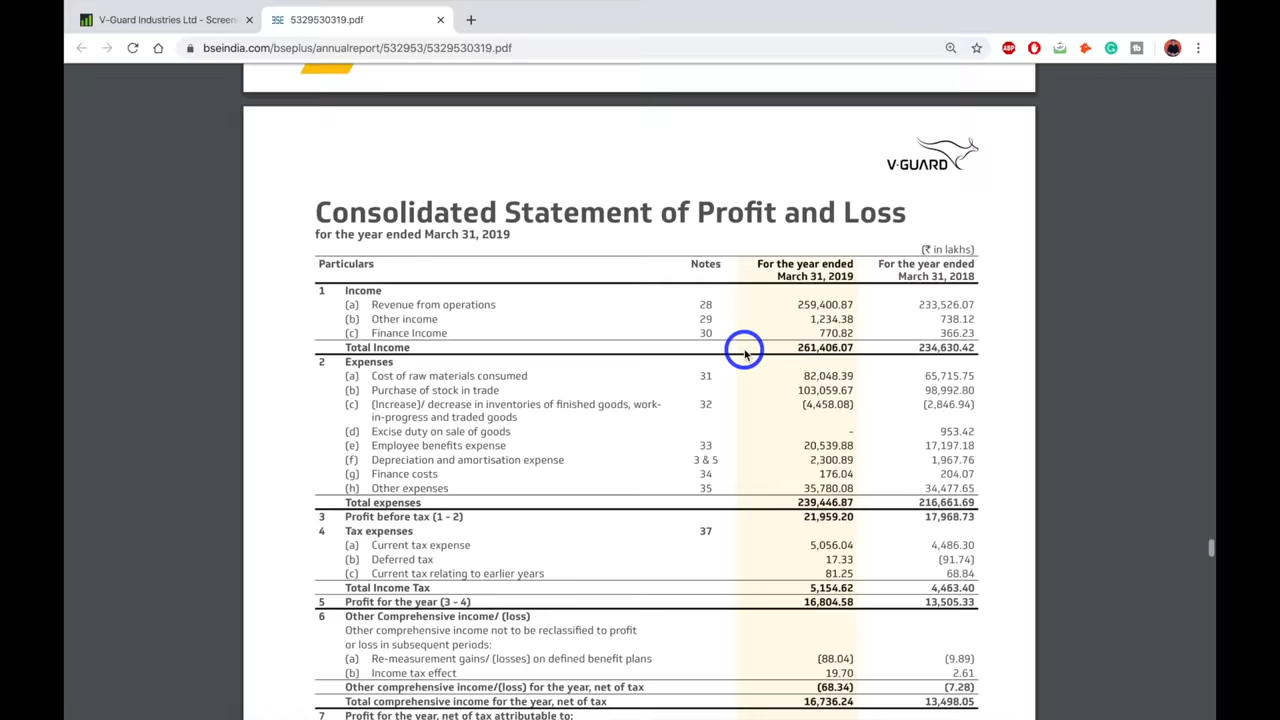 V-Guard Industries Ltd - Screen
5329530319.pdf
bseindia.com/bseplus/annualreport/532953/5329530319.pdf
ABP
tb
V-GUARD
Consolidated Statement of Profit and Loss
for the year ended March 31, 2019
(₹ in lakhs)
Particulars Notes For the year ended March 31, 2019 For the year ended March 31, 2018
1 Income
(a) Revenue from operations 28 259,400.87 233,526.07
(b) Other income 29 1,234.38 738.12
(c) Finance Income 30 770.82 366.23
Total Income 261,406.07 234,630.42
2 Expenses
(a) Cost of raw materials consumed 31 82,048.39 65,715.75
(b) Purchase of stock in trade 103,059.67 98,992.80
(c) (Increase)/ decrease in inventories of finished goods, work- 32 (4,458.08) (2,846.94)
in-progress and traded goods
(d) Excise duty on sale of goods - 953.42
(e) Employee benefits expense 33 20,539.88 17,197.18
(f) Depreciation and amortisation expense 3 & 5 2,300.89 1,967.76
(g) Finance costs 34 176.04 204.07
(h) Other expenses 35 35,780.08 34,477.65
Total expenses 239,446.87 216,661.69
3 Profit before tax (1 - 2) 21,959.20 17,968.73
4 Tax expenses 37
(a) Current tax expense 5,056.04 4,486.30
(b) Deferred tax 17.33 (91.74)
(c) Current tax relating to earlier years 81.25 68.84
Total Income Tax 5,154.62 4,463.40
5 Profit for the year (3 - 4) 16,804.58 13,505.33
6 Other Comprehensive income/ (loss)
Other comprehensive income not to be reclassified to profit
or loss in subsequent periods:
(a) Re-measurement gains/ (losses) on defined benefit plans (88.04) (9.89)
(b) Income tax effect 19.70 2.61
Other comprehensive income/(loss) for the year, net of tax (68.34) (7.28)
Total comprehensive income for the year, net of tax 16,736.24 13,498.05
7 Profit for the year, net of tax attributable to: